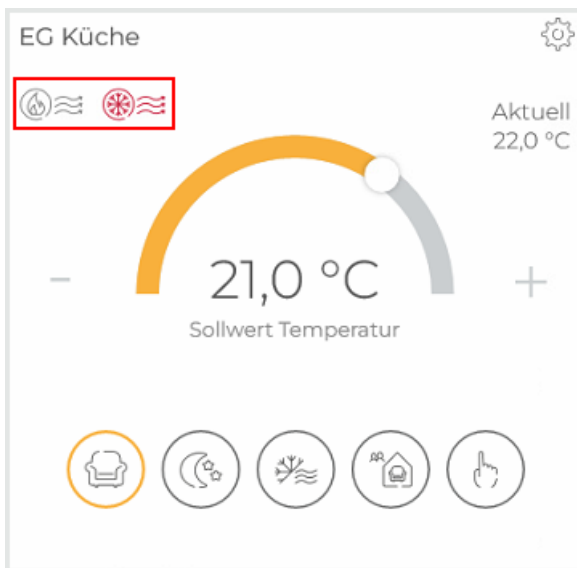 EG Küche
Aktuell
22,0 °C
-
21,0 °C
+
Sollwert Temperatur